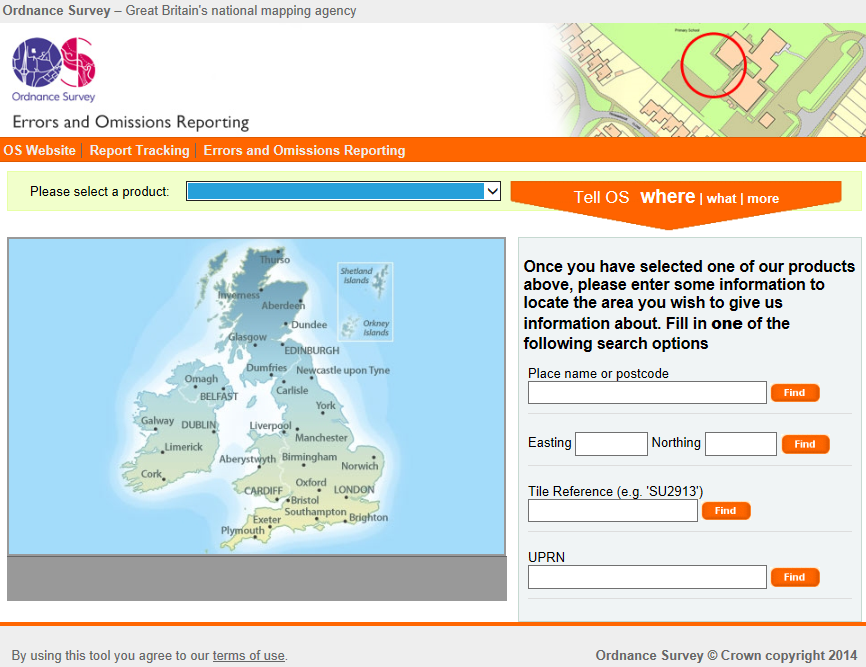 Ordnance Survey – Great Britain's national mapping agency
Ordnance Survey
Primary School
Errors and Omissions Reporting
OS Website | Report Tracking | Errors and Omissions Reporting
Please select a product:
Tell OS where | what | more
Thurso
Shetland
Islands
Inverness
Aberdeen
Orkney
Islands
Dundee
Glasgow
EDINBURGH
Dumfries
Newcastle upon Tyne
Omagh
Carlisle
BELFAST
York
Galway
DUBLIN
Liverpool
Manchester
Limerick
Aberystwyth
Birmingham
Norwich
Cork
Oxford
CARDIFF
LONDON
Bristol
Southampton
Exeter
Brighton
Plymouth
Once you have selected one of our products
above, please enter some information to
locate the area you wish to give us
information about. Fill in one of the
following search options
Place name or postcode
Find
Easting Northing Find
Tile Reference (e.g. 'SU2913')
Find
UPRN
Find
By using this tool you agree to our terms of use.
Ordnance Survey © Crown copyright 2014